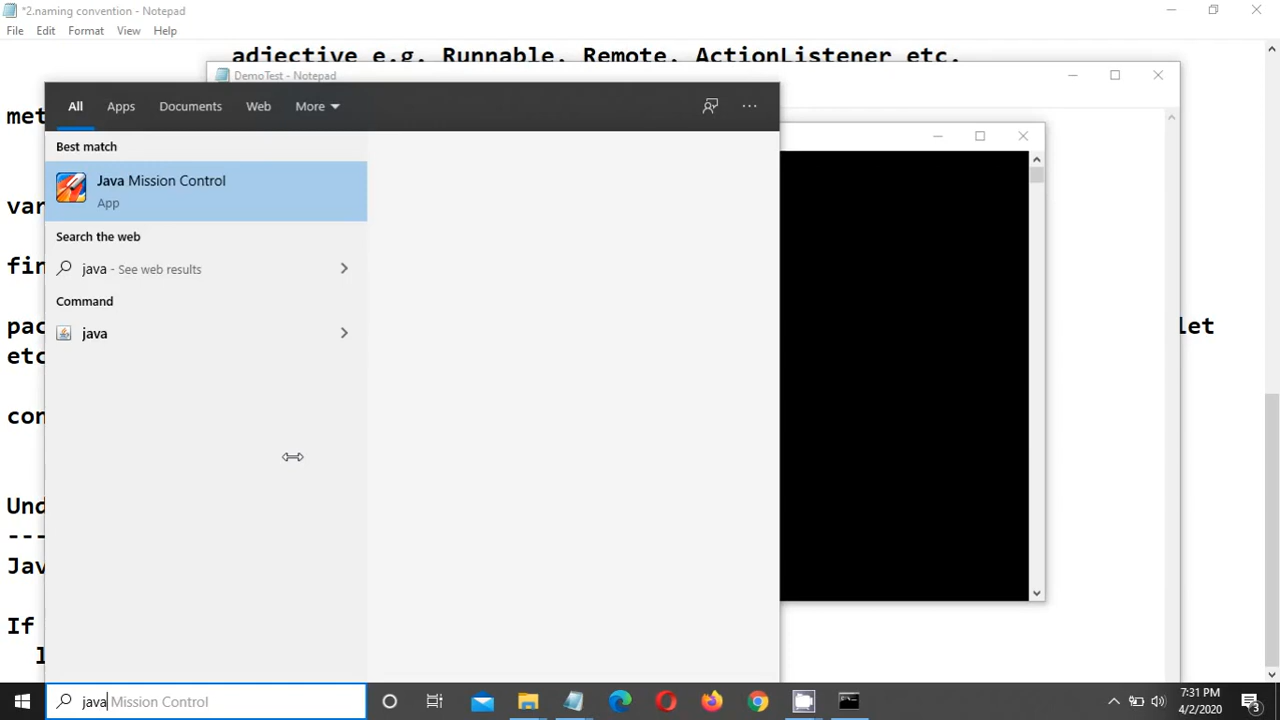 *2.naming convention - Notepad
File Edit Format View Help
adjective e.g. Runnable, Remote, ActionListener etc.
DemoTest - Notepad
All Apps Documents Web More
met
Best match
Java Mission Control
App
var
Search the web
fin
java - See web results
Command
pac
let
java
etc
con
Und
---
Jav
If
l
java Mission Control
7:31 PM
4/2/2020
3